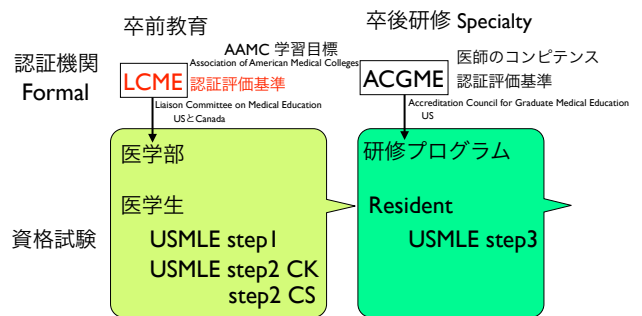 卒前教育
卒後研修 Specialty
AAMC 学習目標
Association of American Medical Colleges
認証機関
Formal
LCME 認証評価基準
Liaison Committee on Medical Education
USとCanada
医師のコンピテンス
ACGME 認証評価基準
Accreditation Council for Graduate Medical Education
US
医学部
研修プログラム
医学生
Resident
資格試験
USMLE step1
USMLE step3
USMLE step2 CK
step2 CS